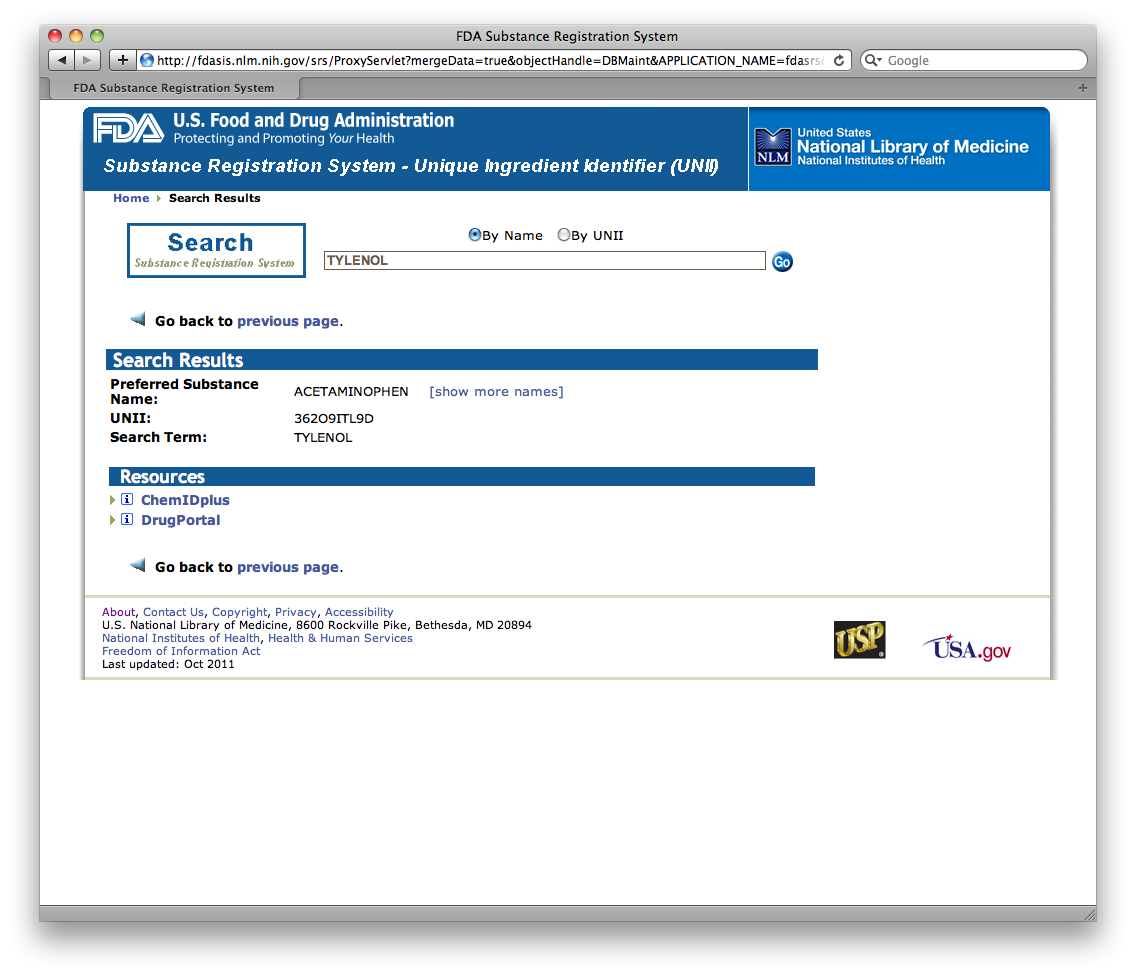 FDA Substance Registration System
http://fdasis.nlm.nih.gov/srs/ProxyServlet?mergeData=true&objectHandle=DBMaint&APPLICATION_NAME=fdasrs
Google
FDA Substance Registration System
FDA U.S. Food and Drug Administration
Protecting and Promoting Your Health
Substance Registration System - Unique Ingredient Identifier (UNII)
NLM
United States
National Library of Medicine
National Institutes of Health
Home Search Results
Search
Substance Registration System
By Name By UNII
TYLENOL
Go
Go back to previous page.
Search Results
Preferred Substance
Name:
ACETAMINOPHEN [show more names]
UNII: 362O9ITL9D
Search Term: TYLENOL
Resources
ChemIDplus
DrugPortal
Go back to previous page.
About, Contact Us, Copyright, Privacy, Accessibility
U.S. National Library of Medicine, 8600 Rockville Pike, Bethesda, MD 20894
National Institutes of Health, Health & Human Services
Freedom of Information Act
Last updated: Oct 2011
USP
USA.gov